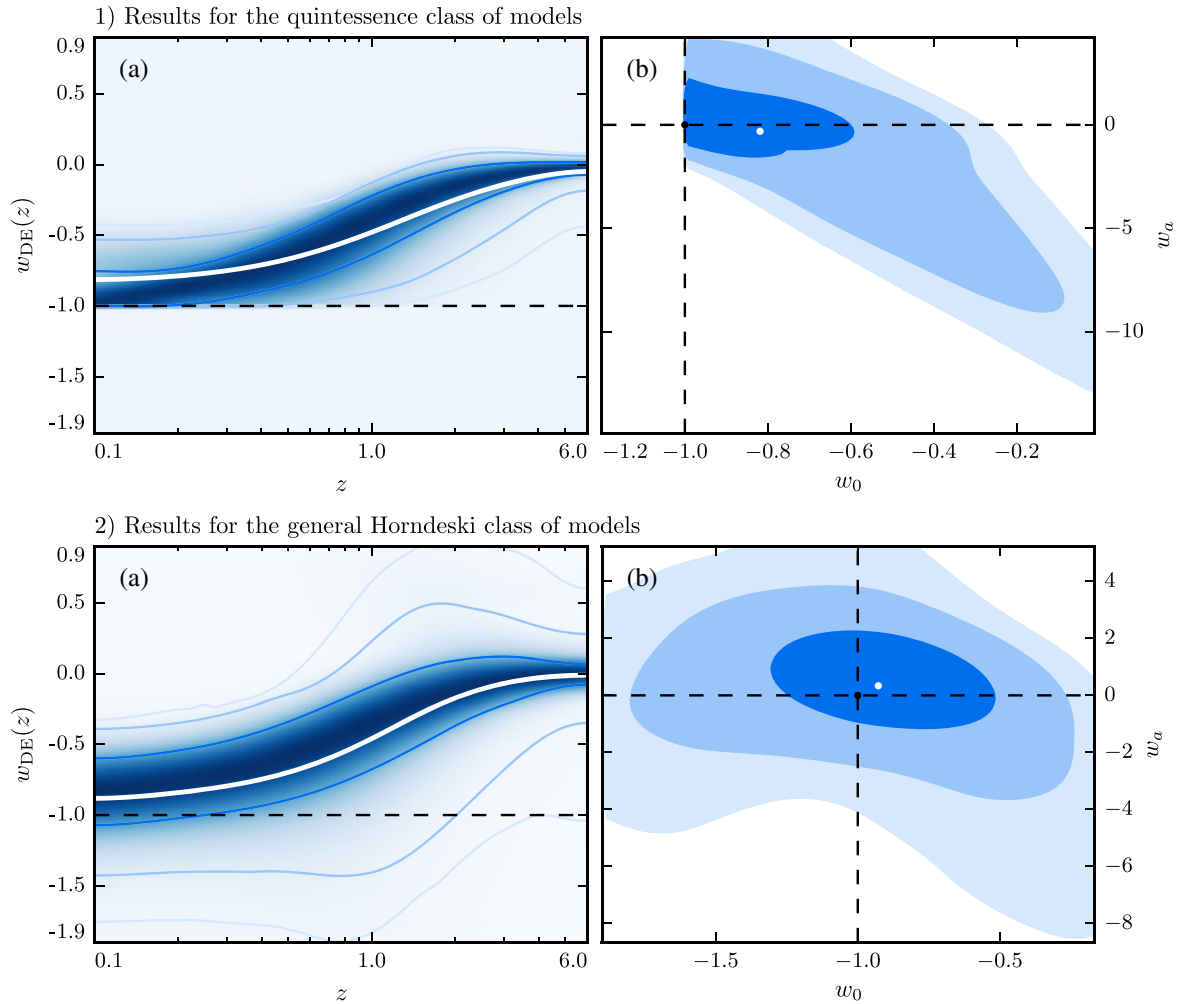 1) Results for the quintessence class of models
(a)
0.9
0.5
0.0
-0.5
-1.0
-1.5
-1.9
w_DE(z)
0.1
1.0
6.0
z
(b)
0
−5
−10
w_a
−1.2
−1.0
−0.8
−0.6
−0.4
−0.2
w_0
2) Results for the general Horndeski class of models
(a)
0.9
0.5
0.0
-0.5
-1.0
-1.5
-1.9
w_DE(z)
0.1
1.0
6.0
z
(b)
4
2
0
−2
−4
−6
−8
w_a
−1.5
−1.0
−0.5
w_0